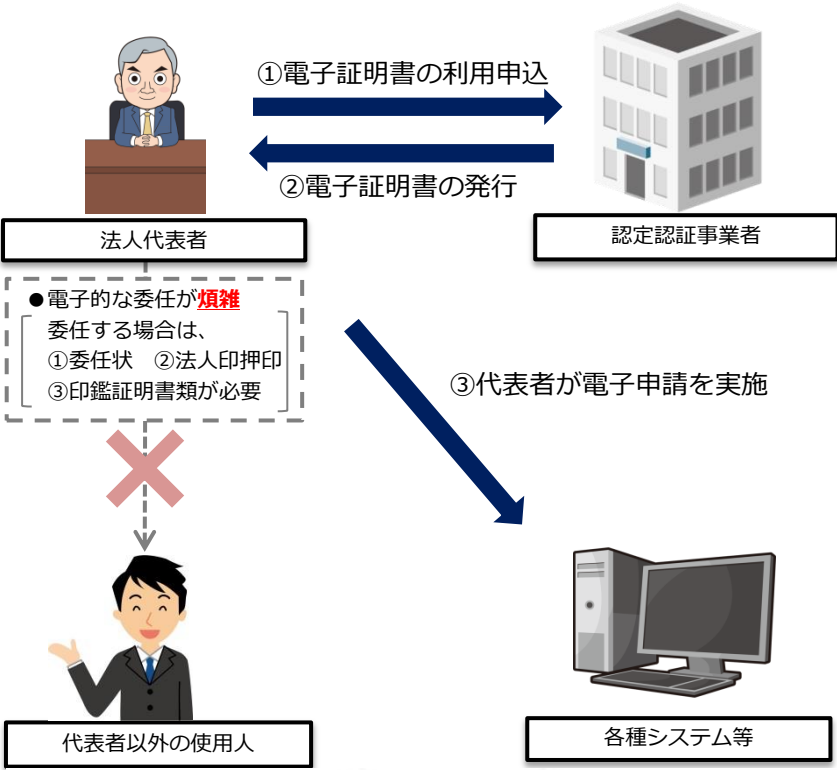 ①電子証明書の利用申込
②電子証明書の発行
法人代表者
認定認証事業者
●電子的な委任が煩雑
委任する場合は、
①委任状　②法人印押印
③印鑑証明書類が必要
③代表者が電子申請を実施
代表者以外の使用人
各種システム等